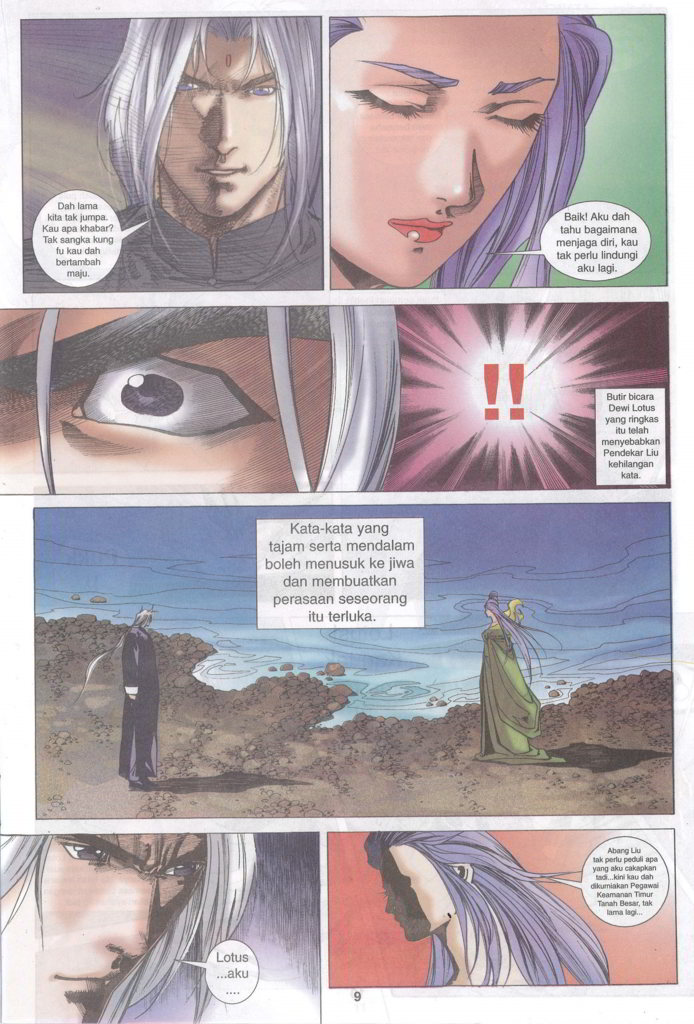 Dah lama
kita tak jumpa.
Kau apa khabar?
Tak sangka kung
fu kau dah
bertambah
maju.
Baik! Aku dah
tahu bagaimana
menjaga diri, kau
tak perlu lindungi
aku lagi.
!!
Butir bicara
Dewi Lotus
yang ringkas
itu telah
menyebabkan
Pendekar Liu
kehilangan
kata.
Kata-kata yang
tajam serta mendalam
boleh menusuk ke jiwa
dan membuatkan
perasaan seseorang
itu terluka.
Lotus
...aku
....
Abang Liu
tak perlu peduli apa
yang aku cakapkan
tadi...kini kau dah
dikurniakan Pegawai
Keamanan Timur
Tanah Besar, tak
lama lagi...
9